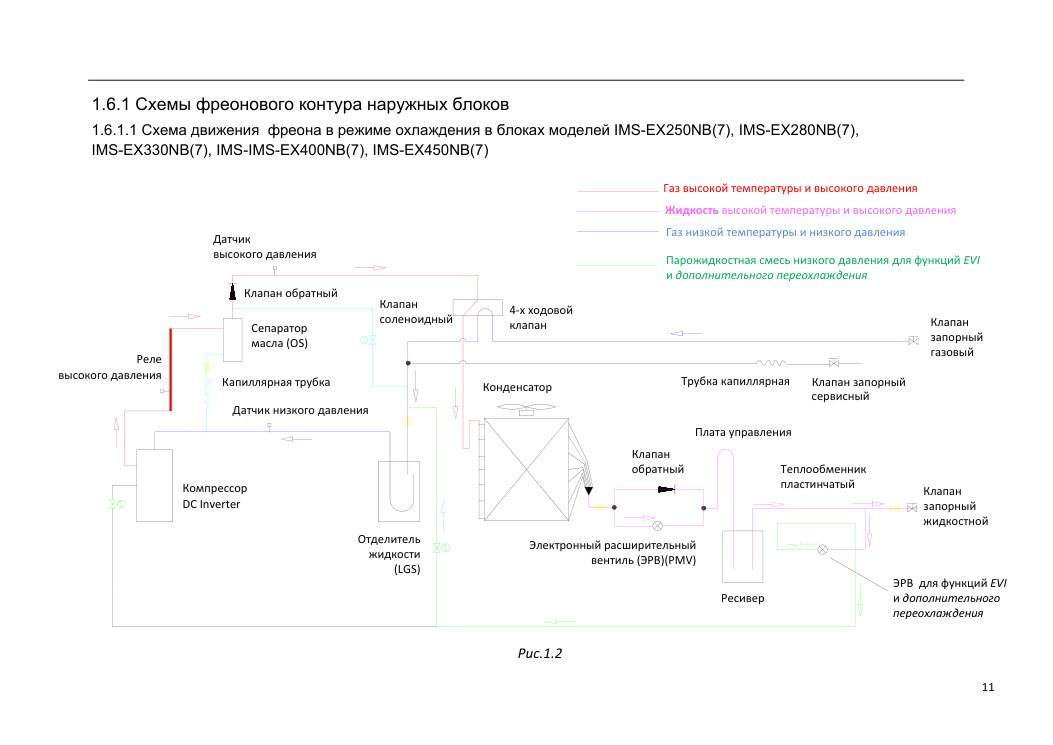 1.6.1 Схемы фреонового контура наружных блоков
1.6.1.1 Схема движения  фреона в режиме охлаждения в блоках моделей IMS-EX250NB(7), IMS-EX280NB(7),
IMS-EX330NB(7), IMS-IMS-EX400NB(7), IMS-EX450NB(7)
Газ высокой температуры и высокого давления
Жидкость высокой температуры и высокого давления
Газ низкой температуры и низкого давления
Парожидкостная смесь низкого давления для функций EVI
и дополнительного переохлаждения
Датчик
высокого давления
Клапан обратный
Клапан
соленоидный
4-х ходовой
клапан
Клапан
запорный
газовый
Сепаратор
масла (OS)
Реле
высокого давления
Капиллярная трубка
Конденсатор
Трубка капиллярная
Клапан запорный
сервисный
Датчик низкого давления
Плата управления
Клапан
обратный
Теплообменник
пластинчатый
Компрессор
DC Inverter
Клапан
запорный
жидкостной
Отделитель
жидкости
(LGS)
Электронный расширительный
вентиль (ЭРВ)(PMV)
Ресивер
ЭРВ  для функций EVI
и дополнительного
переохлаждения
Рис.1.2
11